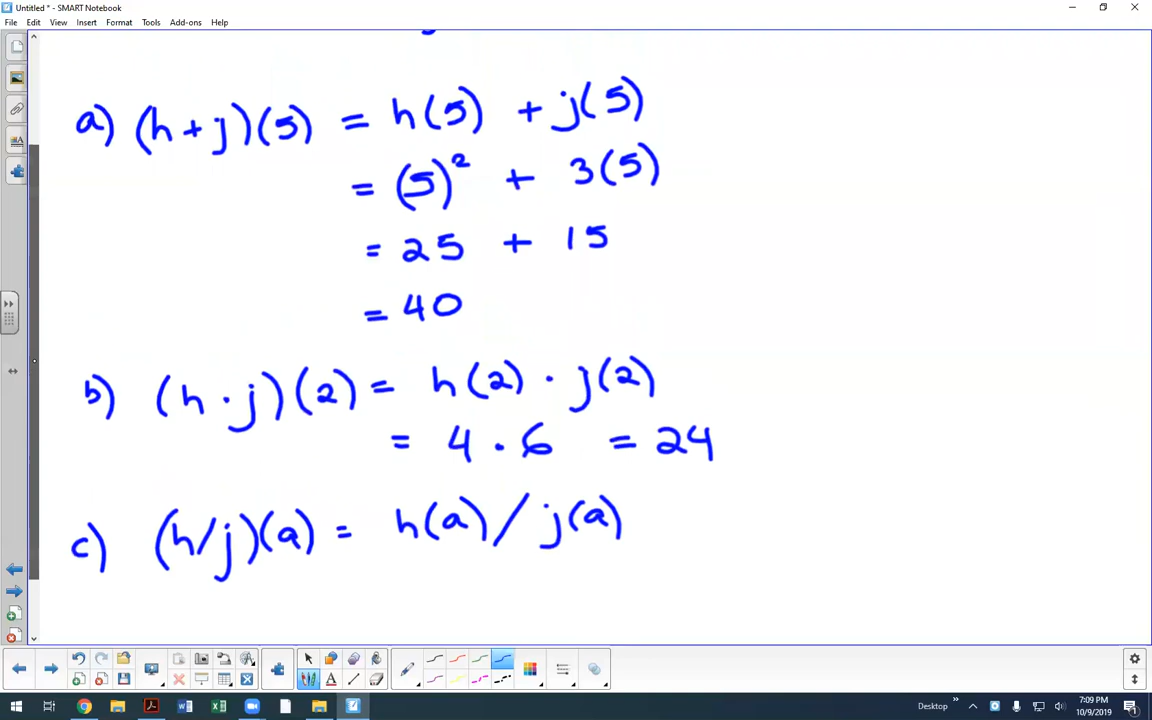 Untitled * - SMART Notebook
File Edit View Insert Format Tools Add-ons Help
a) (h+j)(5) = h(5) + j(5)
= (5)² + 3(5)
= 25 + 15
= 40
b) (h·j)(2) = h(2) · j(2)
= 4 · 6 = 24
c) (h/j)(a) = h(a) / j(a)
Desktop
7:09 PM
10/9/2019